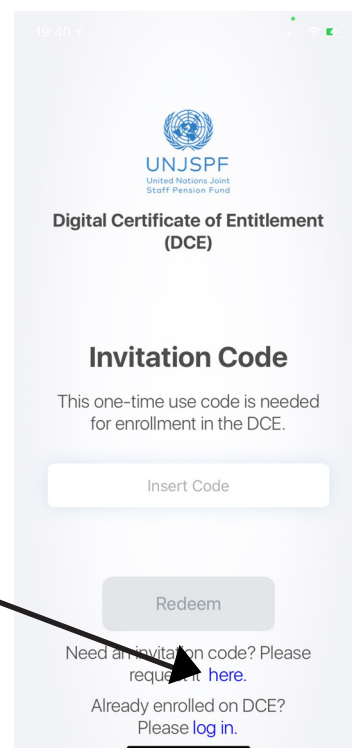 19:40
UNJSPF
United Nations Joint
Staff Pension Fund
Digital Certificate of Entitlement
(DCE)
Invitation Code
This one-time use code is needed
for enrollment in the DCE.
Insert Code
Redeem
Need an invitation code? Please
request it here.
Already enrolled on DCE?
Please log in.